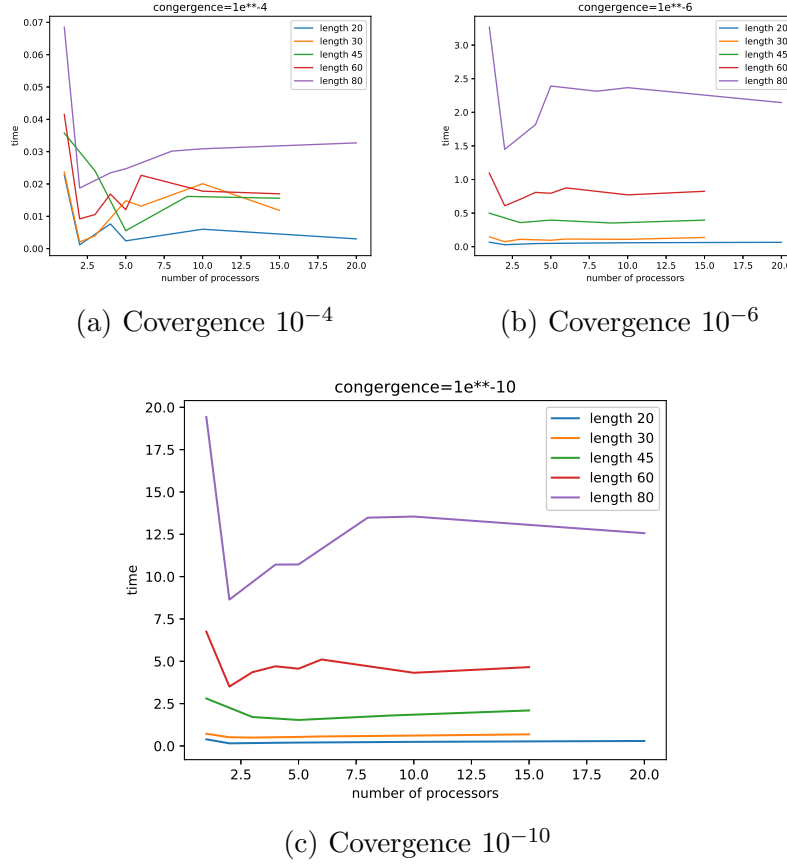 congergence=1e**-4
0.07
0.06
0.05
0.04
0.03
0.02
0.01
0.00
time
2.5 5.0 7.5 10.0 12.5 15.0 17.5 20.0
number of processors
length 20
length 30
length 45
length 60
length 80
(a) Covergence 10⁻⁴
congergence=1e**-6
3.0
2.5
2.0
1.5
1.0
0.5
0.0
time
2.5 5.0 7.5 10.0 12.5 15.0 17.5 20.0
number of processors
length 20
length 30
length 45
length 60
length 80
(b) Covergence 10⁻⁶
congergence=1e**-10
20.0
17.5
15.0
12.5
10.0
7.5
5.0
2.5
0.0
time
2.5 5.0 7.5 10.0 12.5 15.0 17.5 20.0
number of processors
length 20
length 30
length 45
length 60
length 80
(c) Covergence 10⁻¹⁰